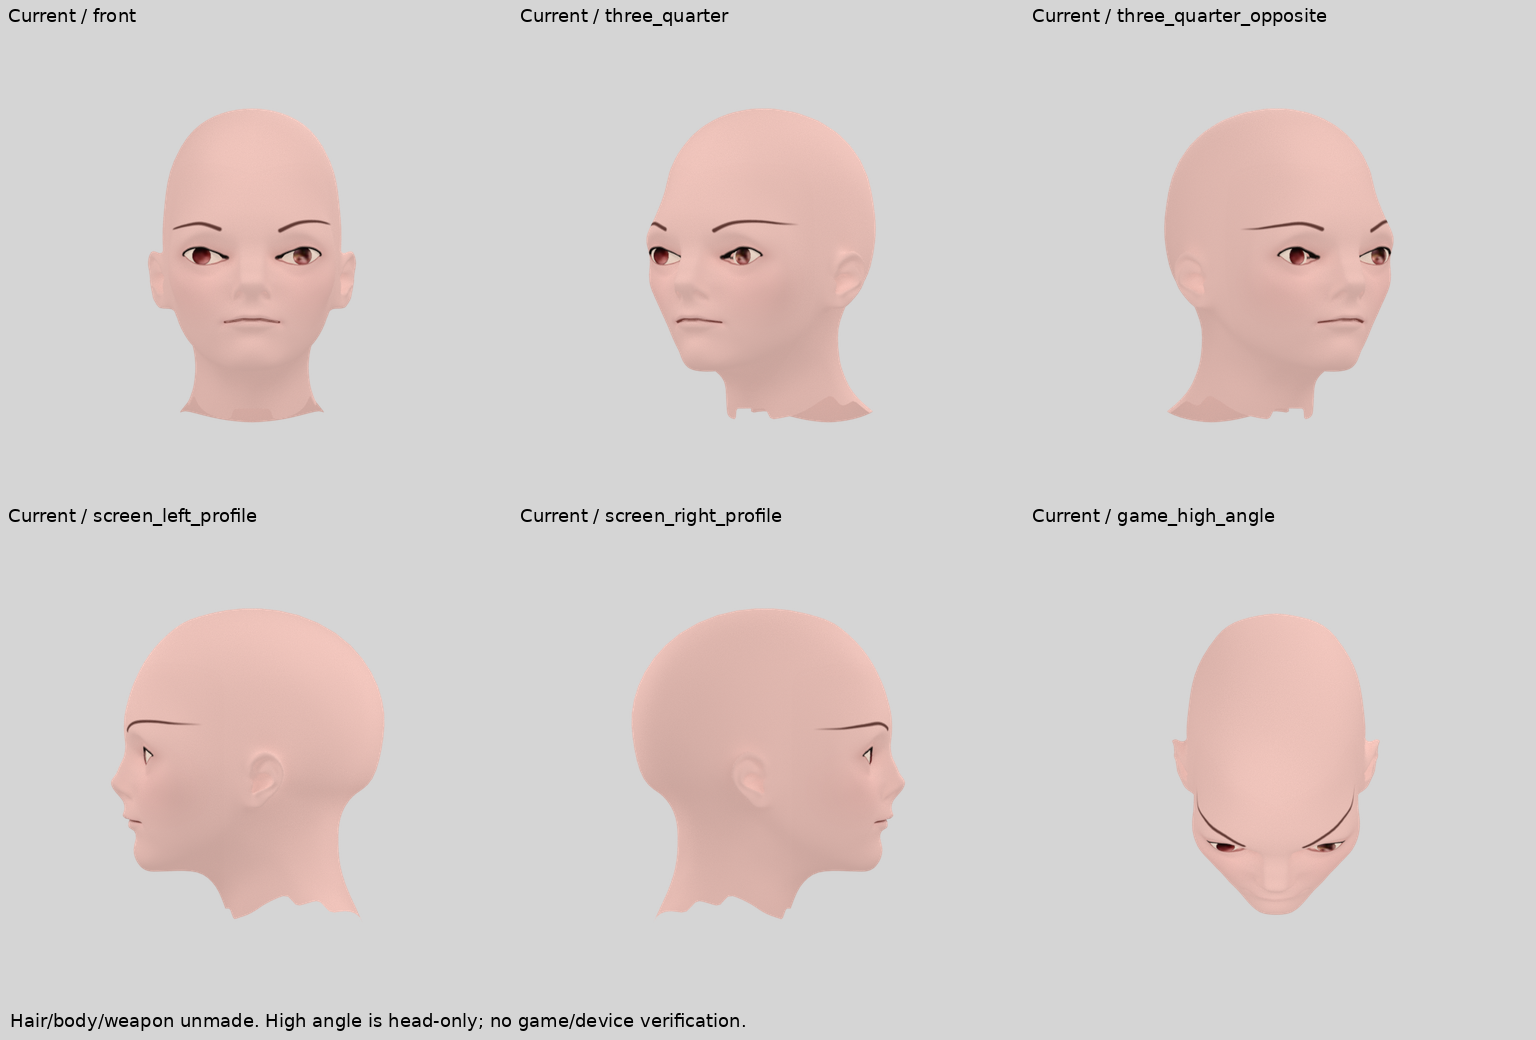 Current / front
Current / three_quarter
Current / three_quarter_opposite
Current / screen_left_profile
Current / screen_right_profile
Current / game_high_angle
Hair/body/weapon unmade. High angle is head-only; no game/device verification.